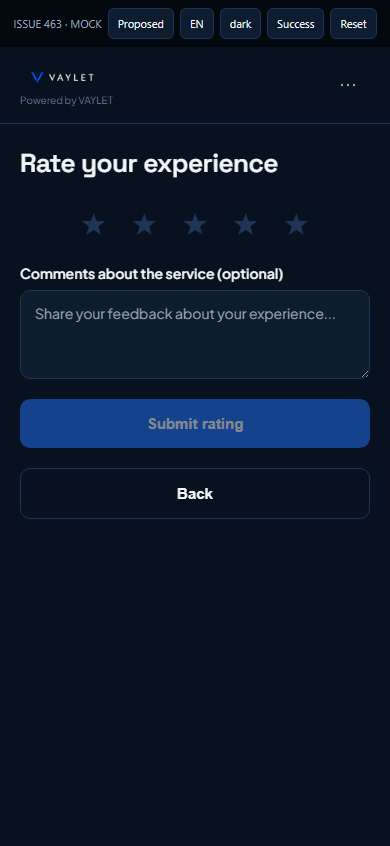 ISSUE 463 · MOCK Proposed EN dark Success Reset
VAYLET
Powered by VAYLET
Rate your experience
Comments about the service (optional)
Share your feedback about your experience...
Submit rating
Back